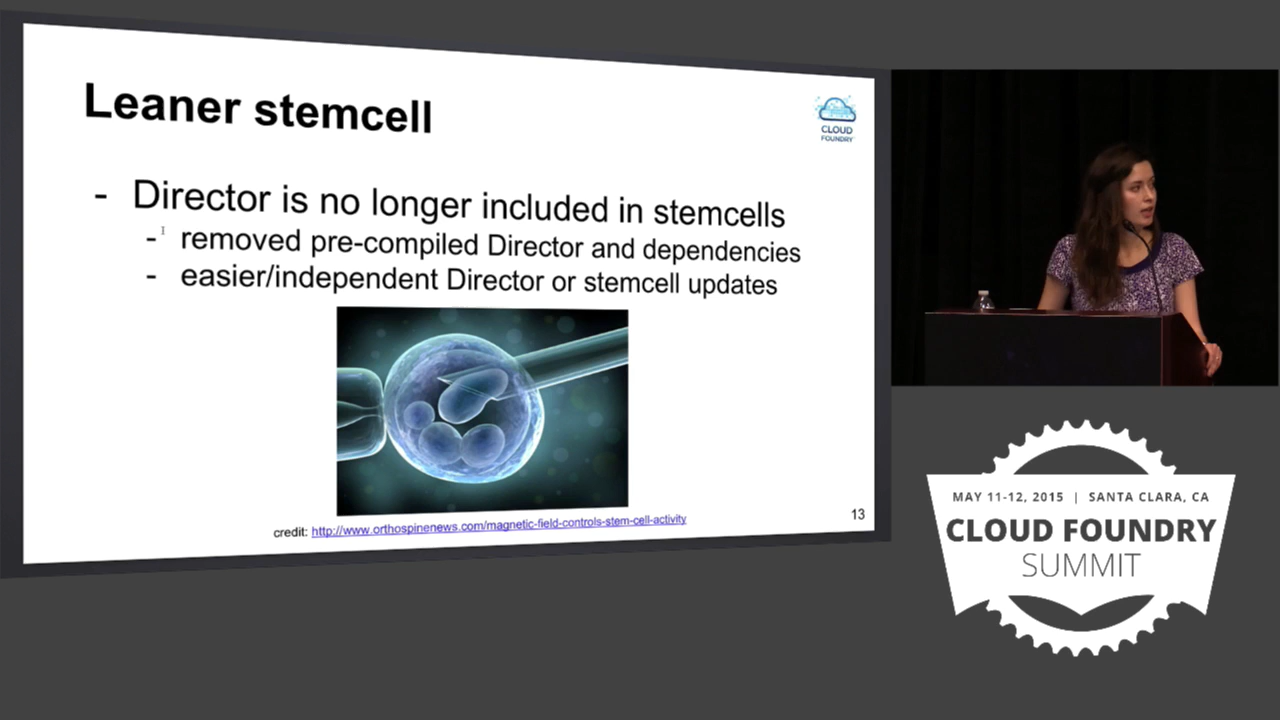 Leaner stemcell
CLOUD
FOUNDRY
- Director is no longer included in stemcells
- removed pre-compiled Director and dependencies
- easier/independent Director or stemcell updates
credit: http://www.orthospinenews.com/magnetic-field-controls-stem-cell-activity
13
MAY 11-12, 2015 | SANTA CLARA, CA
CLOUD FOUNDRY
SUMMIT